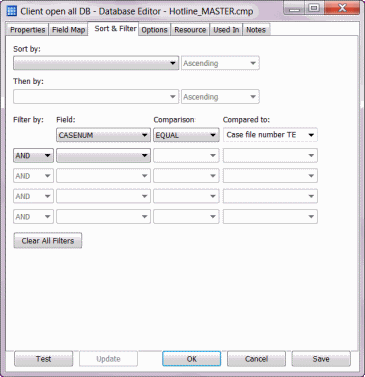 Client open all DB - Database Editor - Hotline_MASTER.cmp
Properties Field Map Sort & Filter Options Resource Used In Notes
Sort by:
Ascending
Then by:
Ascending
Filter by: Field: Comparison Compared to:
CASENUM EQUAL Case file number TE
AND
AND
AND
AND
Clear All Filters
Test Update OK Cancel Save